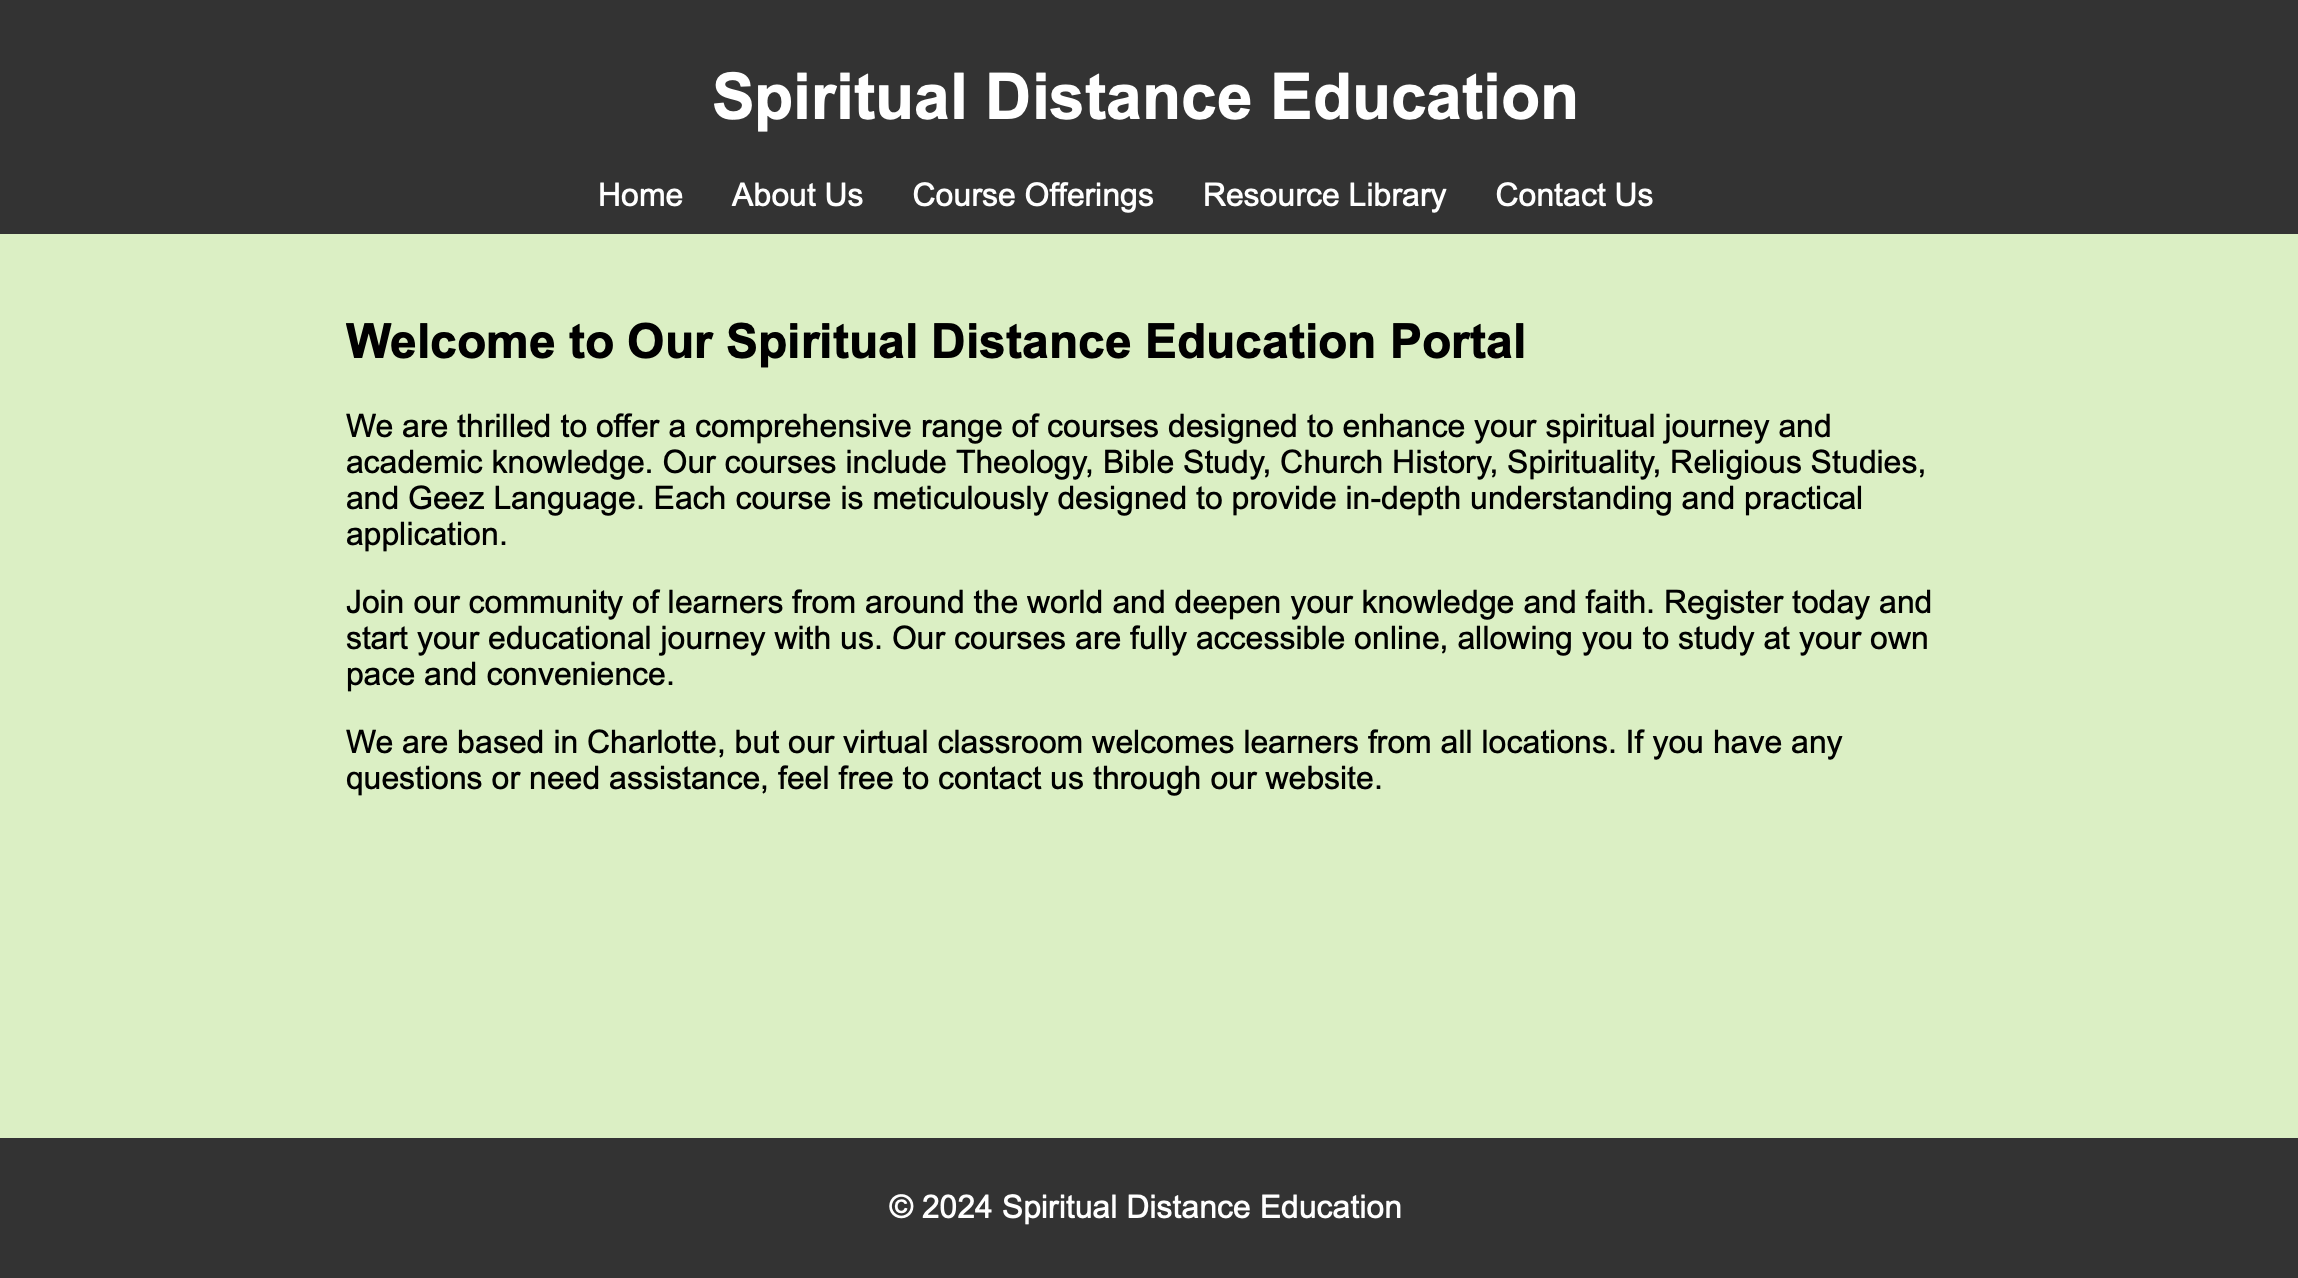 Spiritual Distance Education
Home About Us Course Offerings Resource Library Contact Us
Welcome to Our Spiritual Distance Education Portal
We are thrilled to offer a comprehensive range of courses designed to enhance your spiritual journey and
academic knowledge. Our courses include Theology, Bible Study, Church History, Spirituality, Religious Studies,
and Geez Language. Each course is meticulously designed to provide in-depth understanding and practical
application.
Join our community of learners from around the world and deepen your knowledge and faith. Register today and
start your educational journey with us. Our courses are fully accessible online, allowing you to study at your own
pace and convenience.
We are based in Charlotte, but our virtual classroom welcomes learners from all locations. If you have any
questions or need assistance, feel free to contact us through our website.
© 2024 Spiritual Distance Education